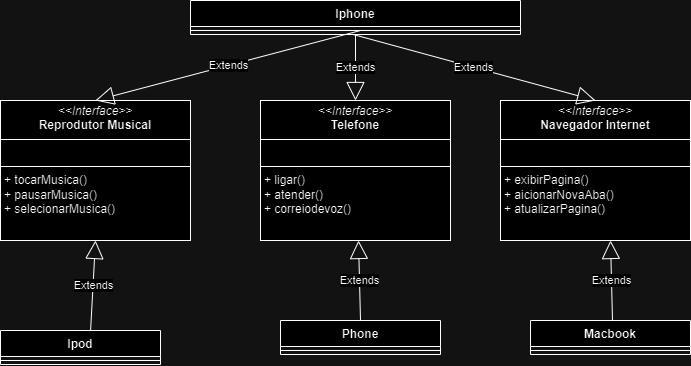 Iphone
Extends
Extends
Extends
<<Interface>>
Reprodutor Musical
+ tocarMusica()
+ pausarMusica()
+ selecionarMusica()
<<Interface>>
Telefone
+ ligar()
+ atender()
+ correiodevoz()
<<Interface>>
Navegador Internet
+ exibirPagina()
+ aicionarNovaAba()
+ atualizarPagina()
Extends
Extends
Extends
Ipod
Phone
Macbook